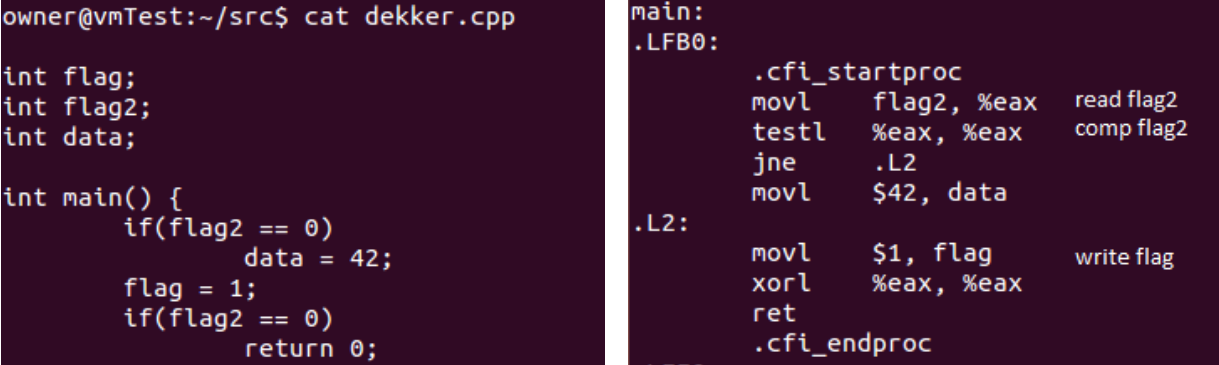 owner@vmTest:~/src$ cat dekker.cpp
int flag;
int flag2;
int data;
int main() {
if(flag2 == 0)
data = 42;
flag = 1;
if(flag2 == 0)
return 0;
main:
.LFB0:
.cfi_startproc
movl flag2, %eax read flag2
testl %eax, %eax comp flag2
jne .L2
movl $42, data
.L2:
movl $1, flag write flag
xorl %eax, %eax
ret
.cfi_endproc